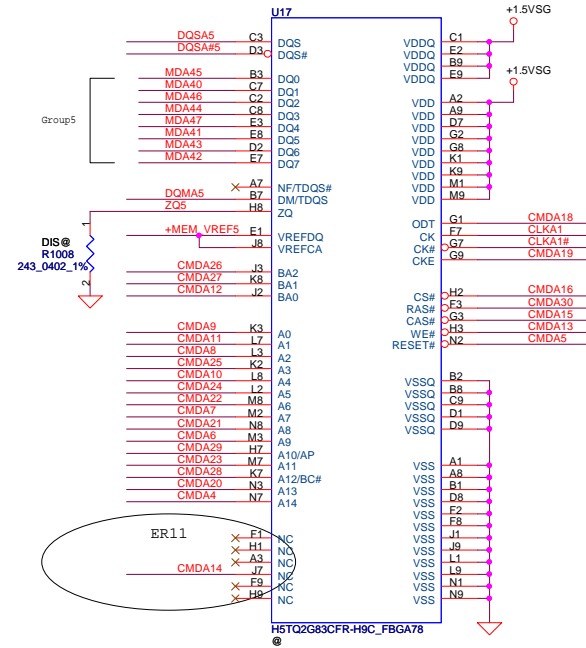 U17
+1.5VSG
DQSA5 C3 DQS VDDQ C1
DQSA#5 D3 DQS# VDDQ E2
VDDQ B9
VDDQ E9
+1.5VSG
MDA45 B3 DQ0
MDA40 C7 DQ1
MDA46 C2 DQ2 VDD A2
MDA44 C8 DQ3 VDD A9
Group5
MDA47 E3 DQ4 VDD D7
MDA41 E8 DQ5 VDD G2
MDA43 D2 DQ6 VDD G8
MDA42 E7 DQ7 VDD K1
VDD K9
A7 NF/TDQS# VDD M1
DQMA5 B7 DM/TDQS VDD M9
ZQ5 H8 ZQ
1
ODT G1 CMDA18
+MEM_VREF5 E1 VREFDQ CK F7 CLKA1
J8 VREFCA CK# G7 CLKA1#
CKE G9 CMDA19
DIS@
R1008
243_0402_1%
2
CMDA26 J3 BA2
CMDA27 K8 BA1
CMDA12 J2 BA0
CS# H2 CMDA16
RAS# F3 CMDA30
CAS# G3 CMDA15
WE# H3 CMDA13
RESET# N2 CMDA5
CMDA9 K3 A0
CMDA11 L7 A1
CMDA8 L3 A2
CMDA25 K2 A3
CMDA10 L8 A4 VSSQ B2
CMDA24 L2 A5 VSSQ B8
CMDA22 M8 A6 VSSQ C9
CMDA7 M2 A7 VSSQ D1
CMDA21 N8 A8 VSSQ D9
CMDA6 M3 A9
CMDA29 H7 A10/AP
CMDA23 M7 A11 VSS A1
CMDA28 K7 A12/BC# VSS A8
CMDA20 N3 A13 VSS B1
CMDA4 N7 A14 VSS D8
VSS F2
VSS F8
ER11
F1 NC VSS J1
H1 NC VSS J9
A3 NC VSS L1
CMDA14 J7 NC VSS L9
F9 NC VSS N1
H9 NC VSS N9
H5TQ2G83CFR-H9C_FBGA78
@